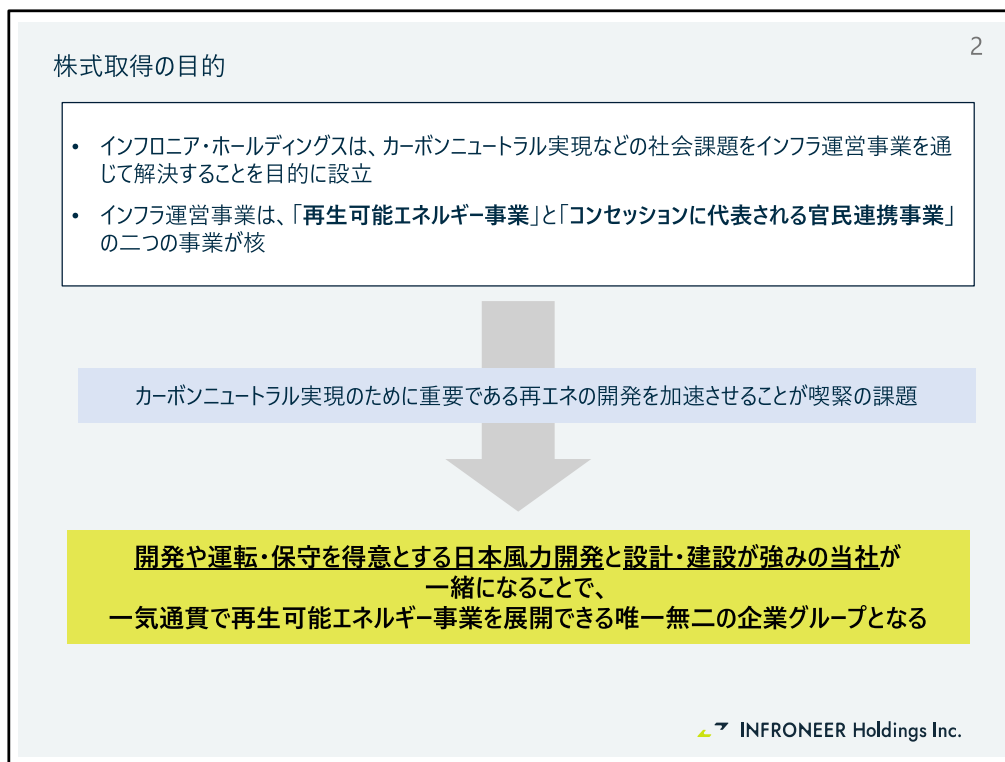 2
株式取得の目的
• インフロニア・ホールディングスは、カーボンニュートラル実現などの社会課題をインフラ運営事業を通
じて解決することを目的に設立
• インフラ運営事業は、「再生可能エネルギー事業」と「コンセッションに代表される官民連携事業」
の二つの事業が核
カーボンニュートラル実現のために重要である再エネの開発を加速させることが喫緊の課題
開発や運転・保守を得意とする日本風力開発と設計・建設が強みの当社が
一緒になることで、
一気通貫で再生可能エネルギー事業を展開できる唯一無二の企業グループとなる
INFRONEER Holdings Inc.